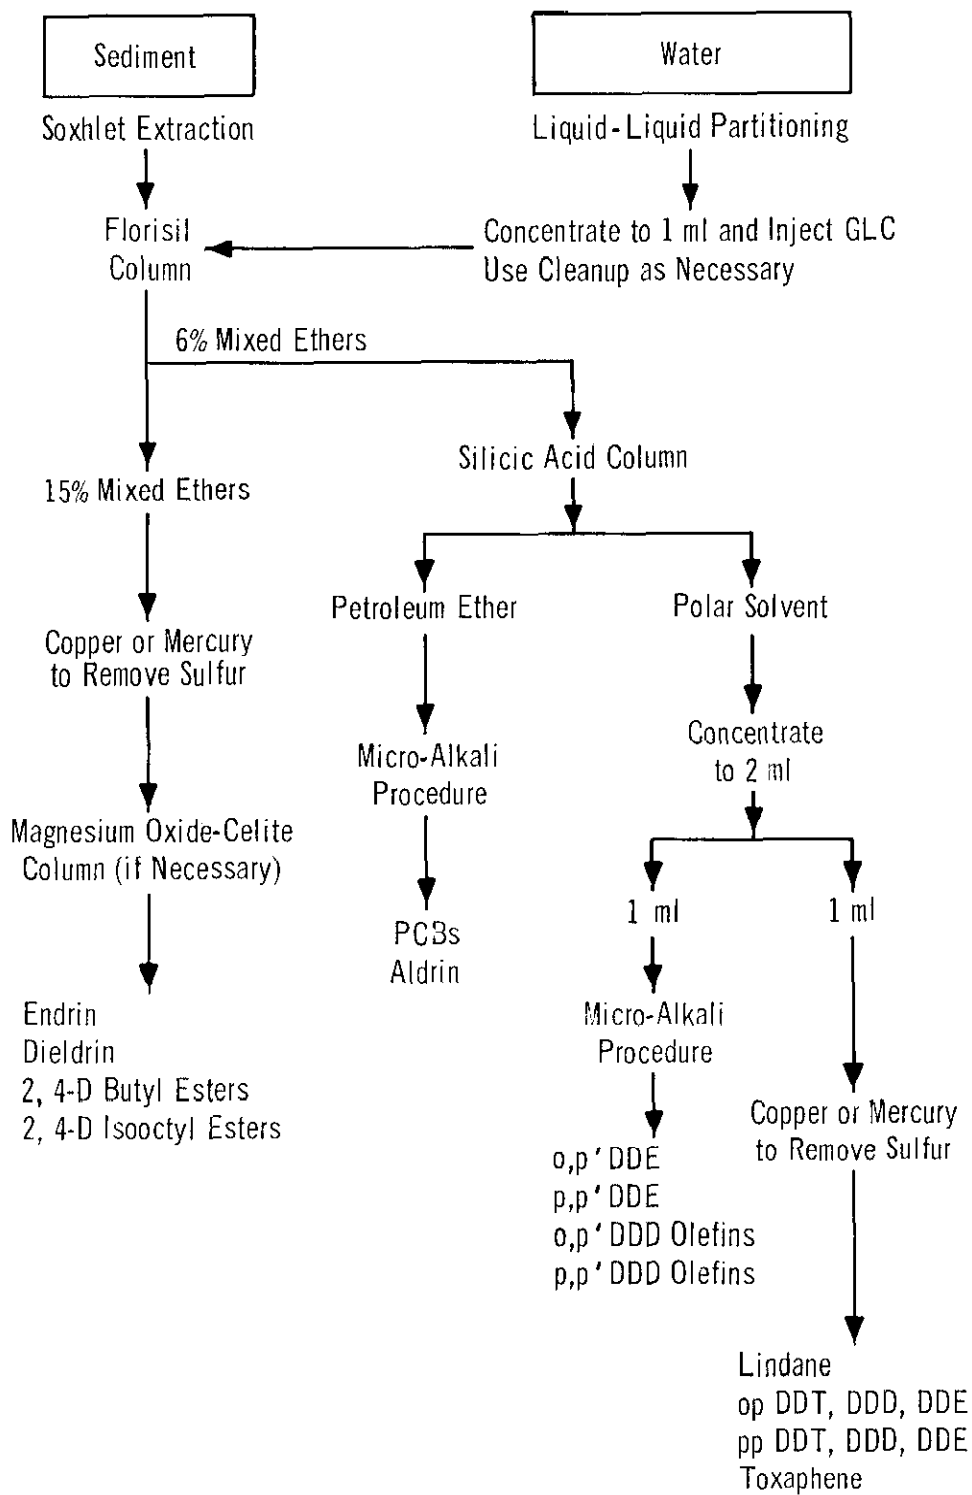 Sediment
Water
Soxhlet Extraction
Liquid-Liquid Partitioning
Florisil
Column
Concentrate to 1 ml and Inject GLC
Use Cleanup as Necessary
6% Mixed Ethers
Silicic Acid Column
15% Mixed Ethers
Petroleum Ether
Polar Solvent
Copper or Mercury
to Remove Sulfur
Micro-Alkali
Procedure
Concentrate
to 2 ml
Magnesium Oxide-Celite
Column (if Necessary)
1 ml
1 ml
PCBs
Aldrin
Endrin
Dieldrin
2, 4-D Butyl Esters
2, 4-D Isooctyl Esters
Micro-Alkali
Procedure
Copper or Mercury
to Remove Sulfur
o,p' DDE
p,p' DDE
o,p' DDD Olefins
p,p' DDD Olefins
Lindane
op DDT, DDD, DDE
pp DDT, DDD, DDE
Toxaphene